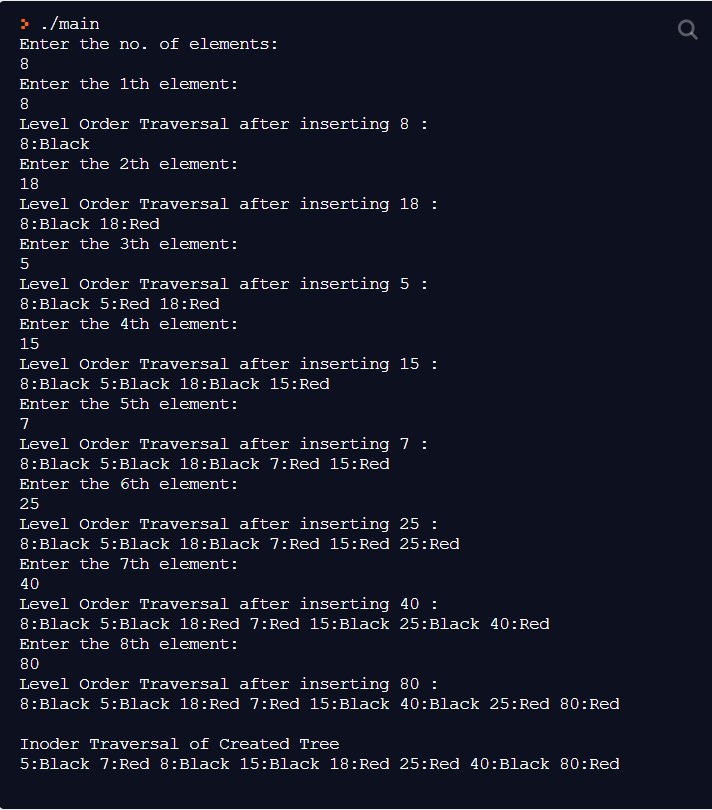 > ./main
Enter the no. of elements:
8
Enter the 1th element:
8
Level Order Traversal after inserting 8 :
8:Black
Enter the 2th element:
18
Level Order Traversal after inserting 18 :
8:Black 18:Red
Enter the 3th element:
5
Level Order Traversal after inserting 5 :
8:Black 5:Red 18:Red
Enter the 4th element:
15
Level Order Traversal after inserting 15 :
8:Black 5:Black 18:Black 15:Red
Enter the 5th element:
7
Level Order Traversal after inserting 7 :
8:Black 5:Black 18:Black 7:Red 15:Red
Enter the 6th element:
25
Level Order Traversal after inserting 25 :
8:Black 5:Black 18:Black 7:Red 15:Red 25:Red
Enter the 7th element:
40
Level Order Traversal after inserting 40 :
8:Black 5:Black 18:Red 7:Red 15:Black 25:Black 40:Red
Enter the 8th element:
80
Level Order Traversal after inserting 80 :
8:Black 5:Black 18:Red 7:Red 15:Black 40:Black 25:Red 80:Red

Inoder Traversal of Created Tree
5:Black 7:Red 8:Black 15:Black 18:Red 25:Red 40:Black 80:Red